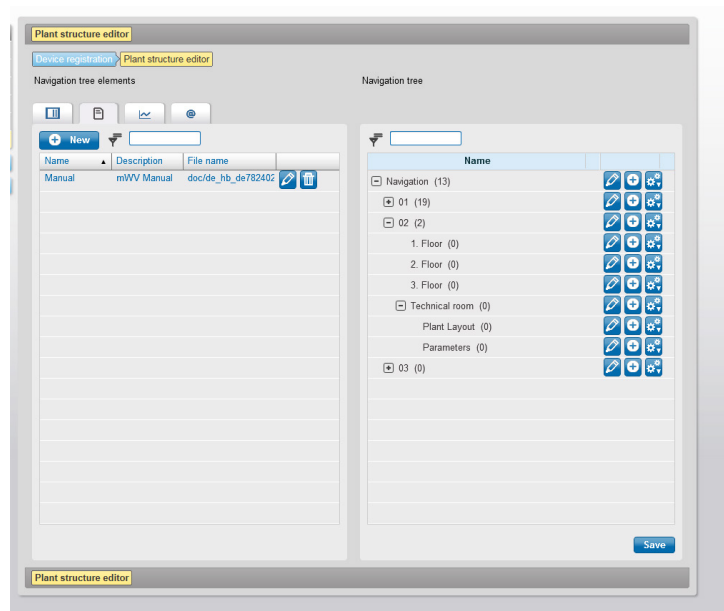 Plant structure editor
Device registration Plant structure editor
Navigation tree elements
Navigation tree
@
New
Name Description File name
Manual mWV Manual doc/de_hb_de782402
Name
Navigation (13)
01 (19)
02 (2)
1. Floor (0)
2. Floor (0)
3. Floor (0)
Technical room (0)
Plant Layout (0)
Parameters (0)
03 (0)
Save
Plant structure editor